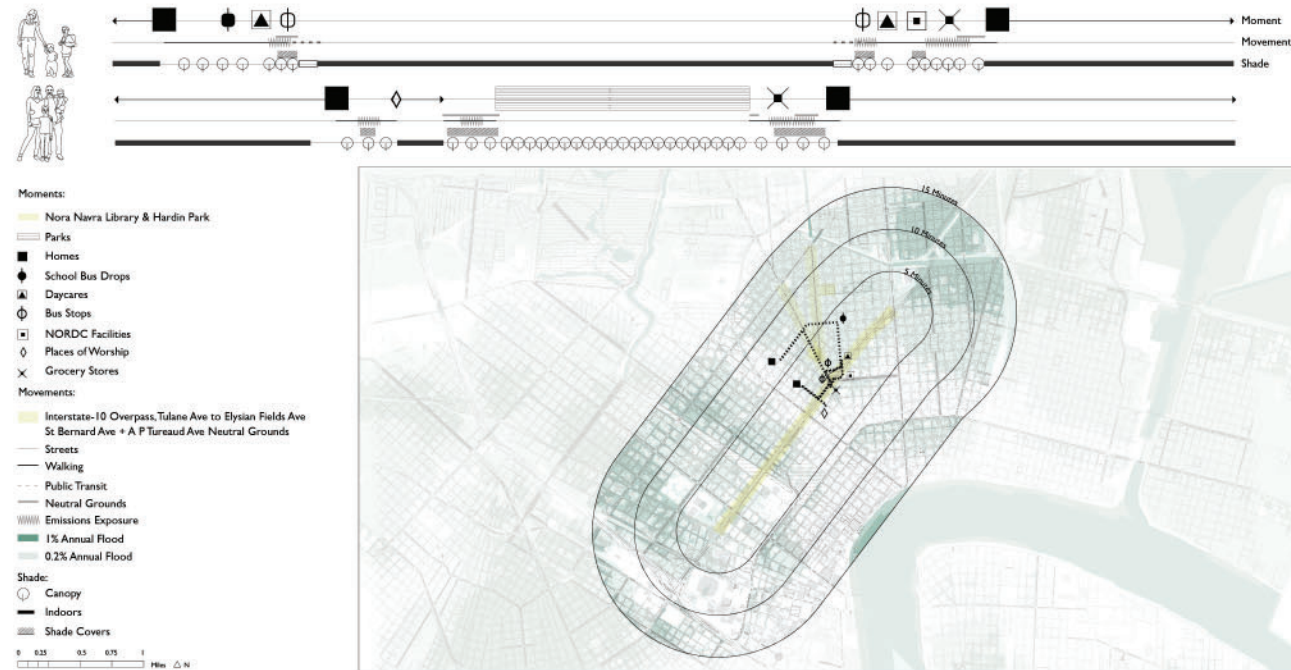 Moment
Movement
Shade
Moments:
Nora Navra Library & Hardin Park
Parks
Homes
School Bus Drops
Daycares
Bus Stops
NORDC Facilities
Places of Worship
Grocery Stores
Movements:
Interstate-10 Overpass, Tulane Ave to Elysian Fields Ave
St Bernard Ave + A P Tureaud Ave Neutral Grounds
Streets
Walking
Public Transit
Neutral Grounds
Emissions Exposure
1% Annual Flood
0.2% Annual Flood
Shade:
Canopy
Indoors
Shade Covers
0 0.25 0.5 1
Miles N
15 Minutes
10 Minutes
5 Minutes